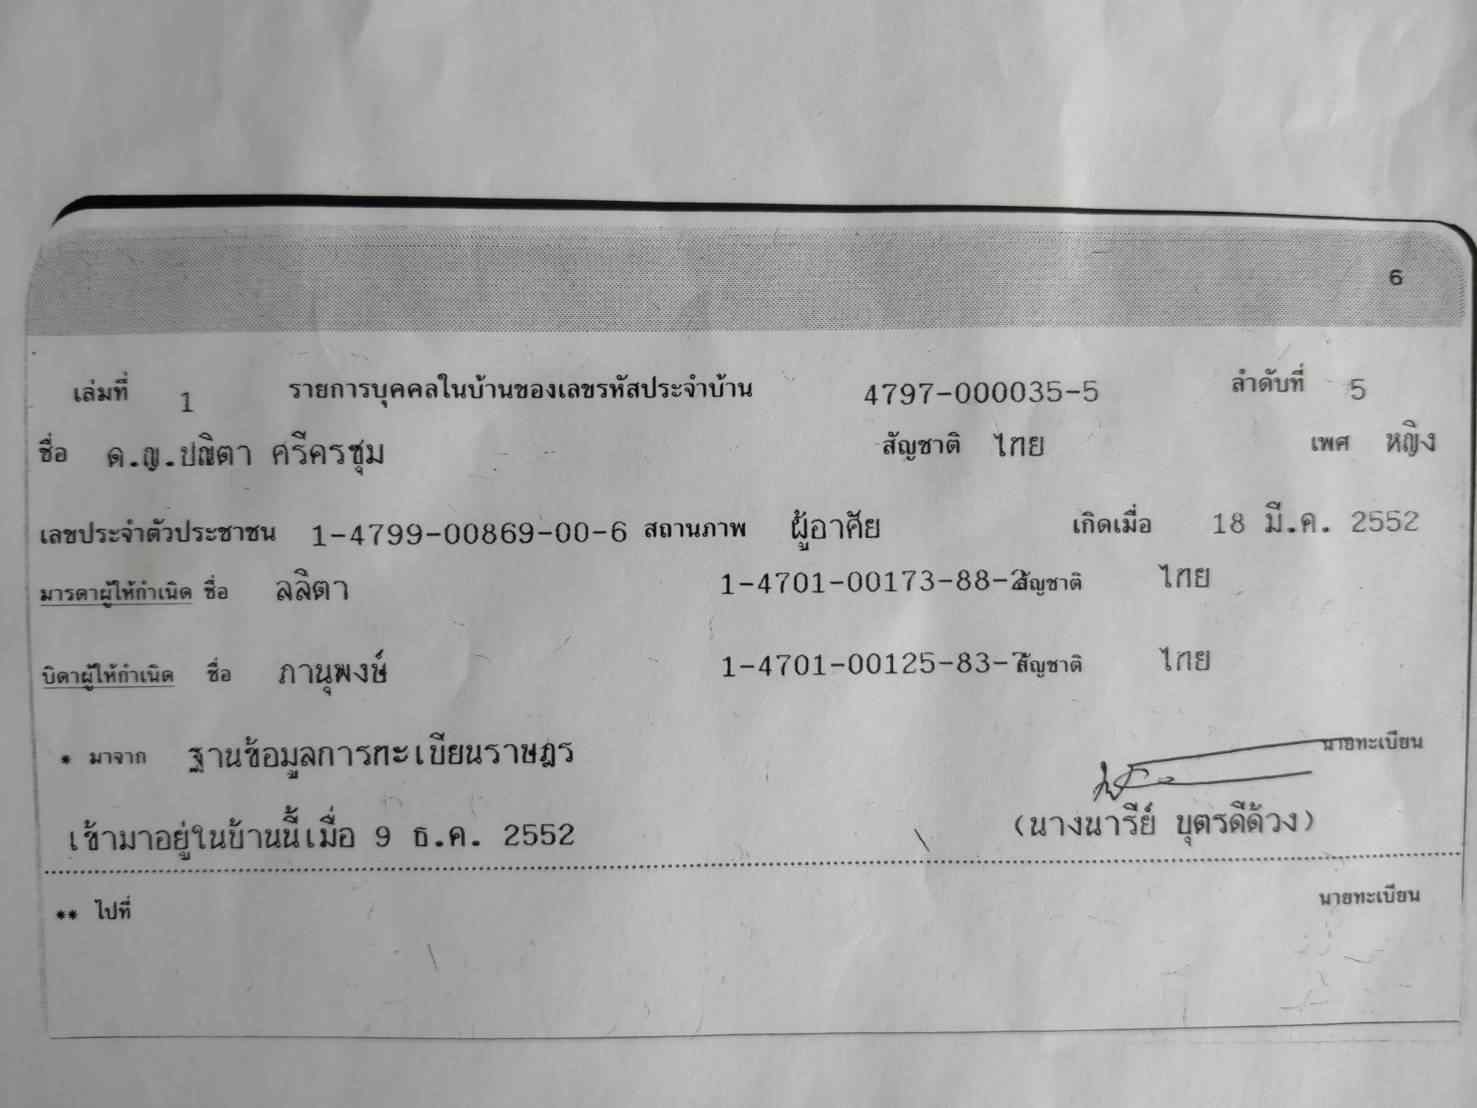 6
เล่มที่ 1 รายการบุคคลในบ้านของเลขรหัสประจำบ้าน 4797-000035-5 ลำดับที่ 5
ชื่อ ด.ญ.ปณิตา ศรีครชุม สัญชาติ ไทย เพศ หญิง
เลขประจำตัวประชาชน 1-4799-00869-00-6 สถานภาพ ผู้อาศัย เกิดเมื่อ 18 มี.ค. 2552
มารดาผู้ให้กำเนิด ชื่อ ลลิตา 1-4701-00173-88-2 สัญชาติ ไทย
บิดาผู้ให้กำเนิด ชื่อ ภานุพงษ์ 1-4701-00125-83-7 สัญชาติ ไทย
* มาจาก ฐานข้อมูลการทะเบียนราษฎร นายทะเบียน
เข้ามาอยู่ในบ้านนี้เมื่อ 9 ธ.ค. 2552 (นางนารีย์ บุตรดีด้วง)
** ไปที่ นายทะเบียน